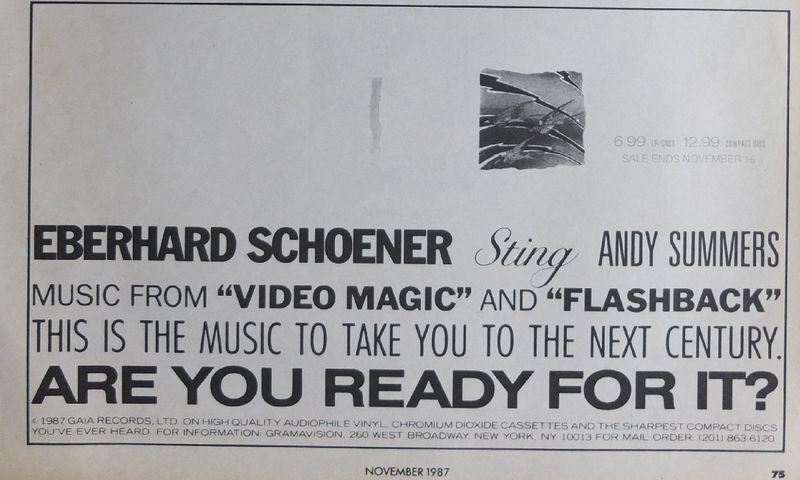 6.99 LP/CASS 12.99 COMPACT DISC
SALE ENDS NOVEMBER 16
EBERHARD SCHOENER Sting ANDY SUMMERS
MUSIC FROM “VIDEO MAGIC” AND “FLASHBACK”
THIS IS THE MUSIC TO TAKE YOU TO THE NEXT CENTURY.
ARE YOU READY FOR IT?
© 1987 GAIA RECORDS, LTD. ON HIGH QUALITY AUDIOPHILE VINYL, CHROMIUM DIOXIDE CASSETTES AND THE SHARPEST COMPACT DISCS
YOU'VE EVER HEARD. FOR INFORMATION: GRAMAVISION, 260 WEST BROADWAY, NEW YORK, NY 10013 FOR MAIL ORDER: (201) 863-6120
NOVEMBER 1987 75